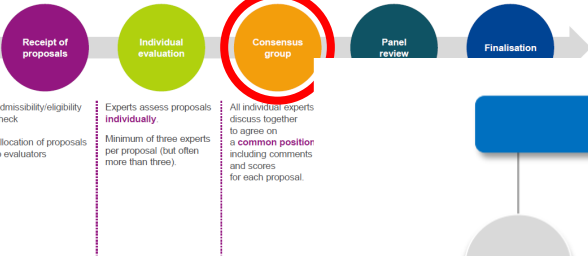 Receipt of
proposals
Individual
evaluation
Consensus
group
Panel
review
Finalisation
dmissibility/eligibility
heck
llocation of proposals
evaluators
Experts assess proposals
individually.
Minimum of three experts
per proposal (but often
more than three).
All individual experts
discuss together
to agree on
a common position
including comments
and scores
for each proposal.